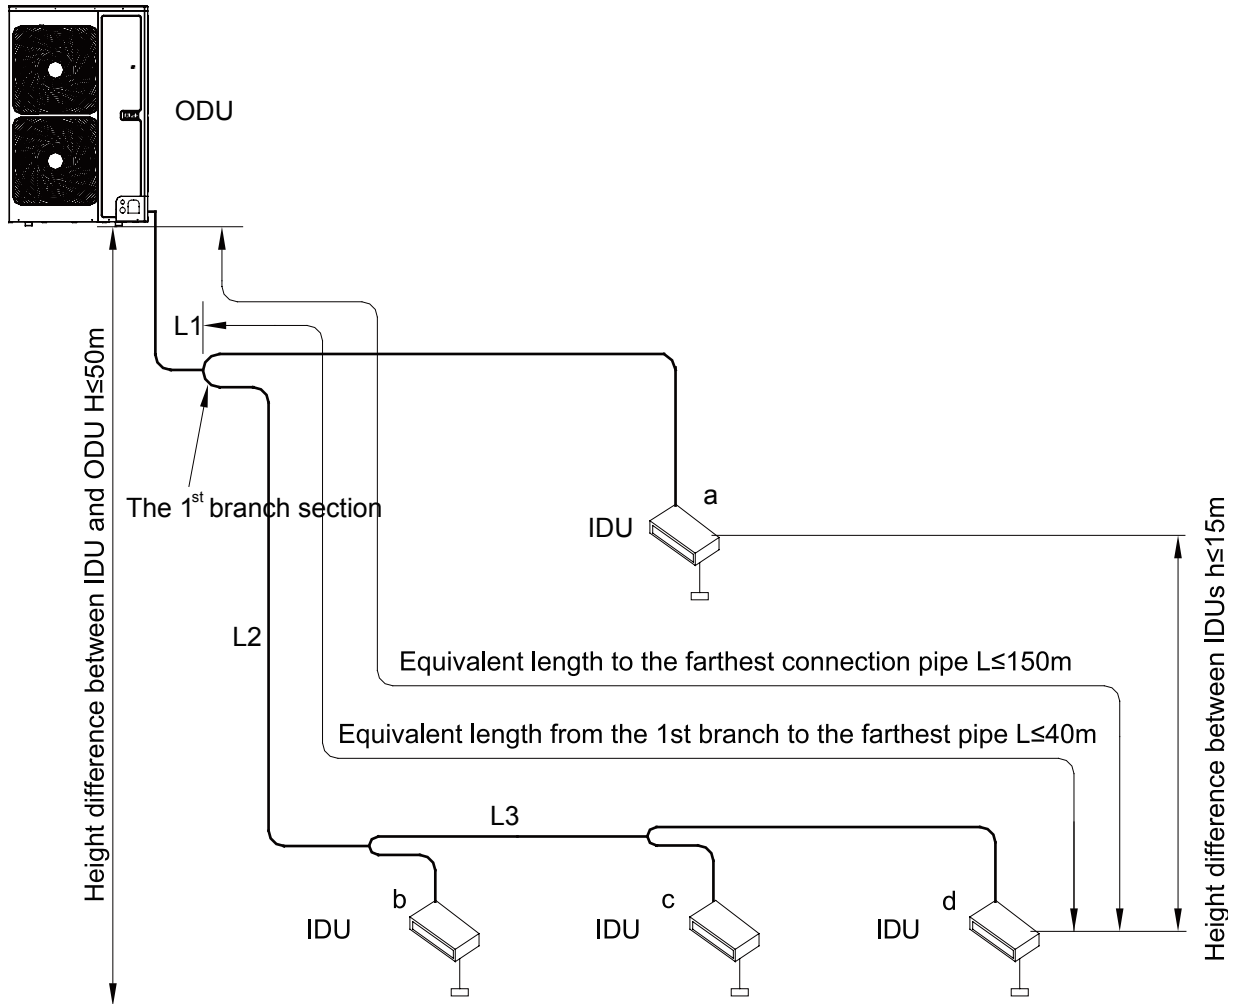 ODU
L1
Height difference between IDU and ODU H≤50m
The 1st branch section
a
IDU
Height difference between IDUs h≤15m
L2
Equivalent length to the farthest connection pipe L≤150m
Equivalent length from the 1st branch to the farthest pipe L≤40m
L3
b
c
d
IDU
IDU
IDU